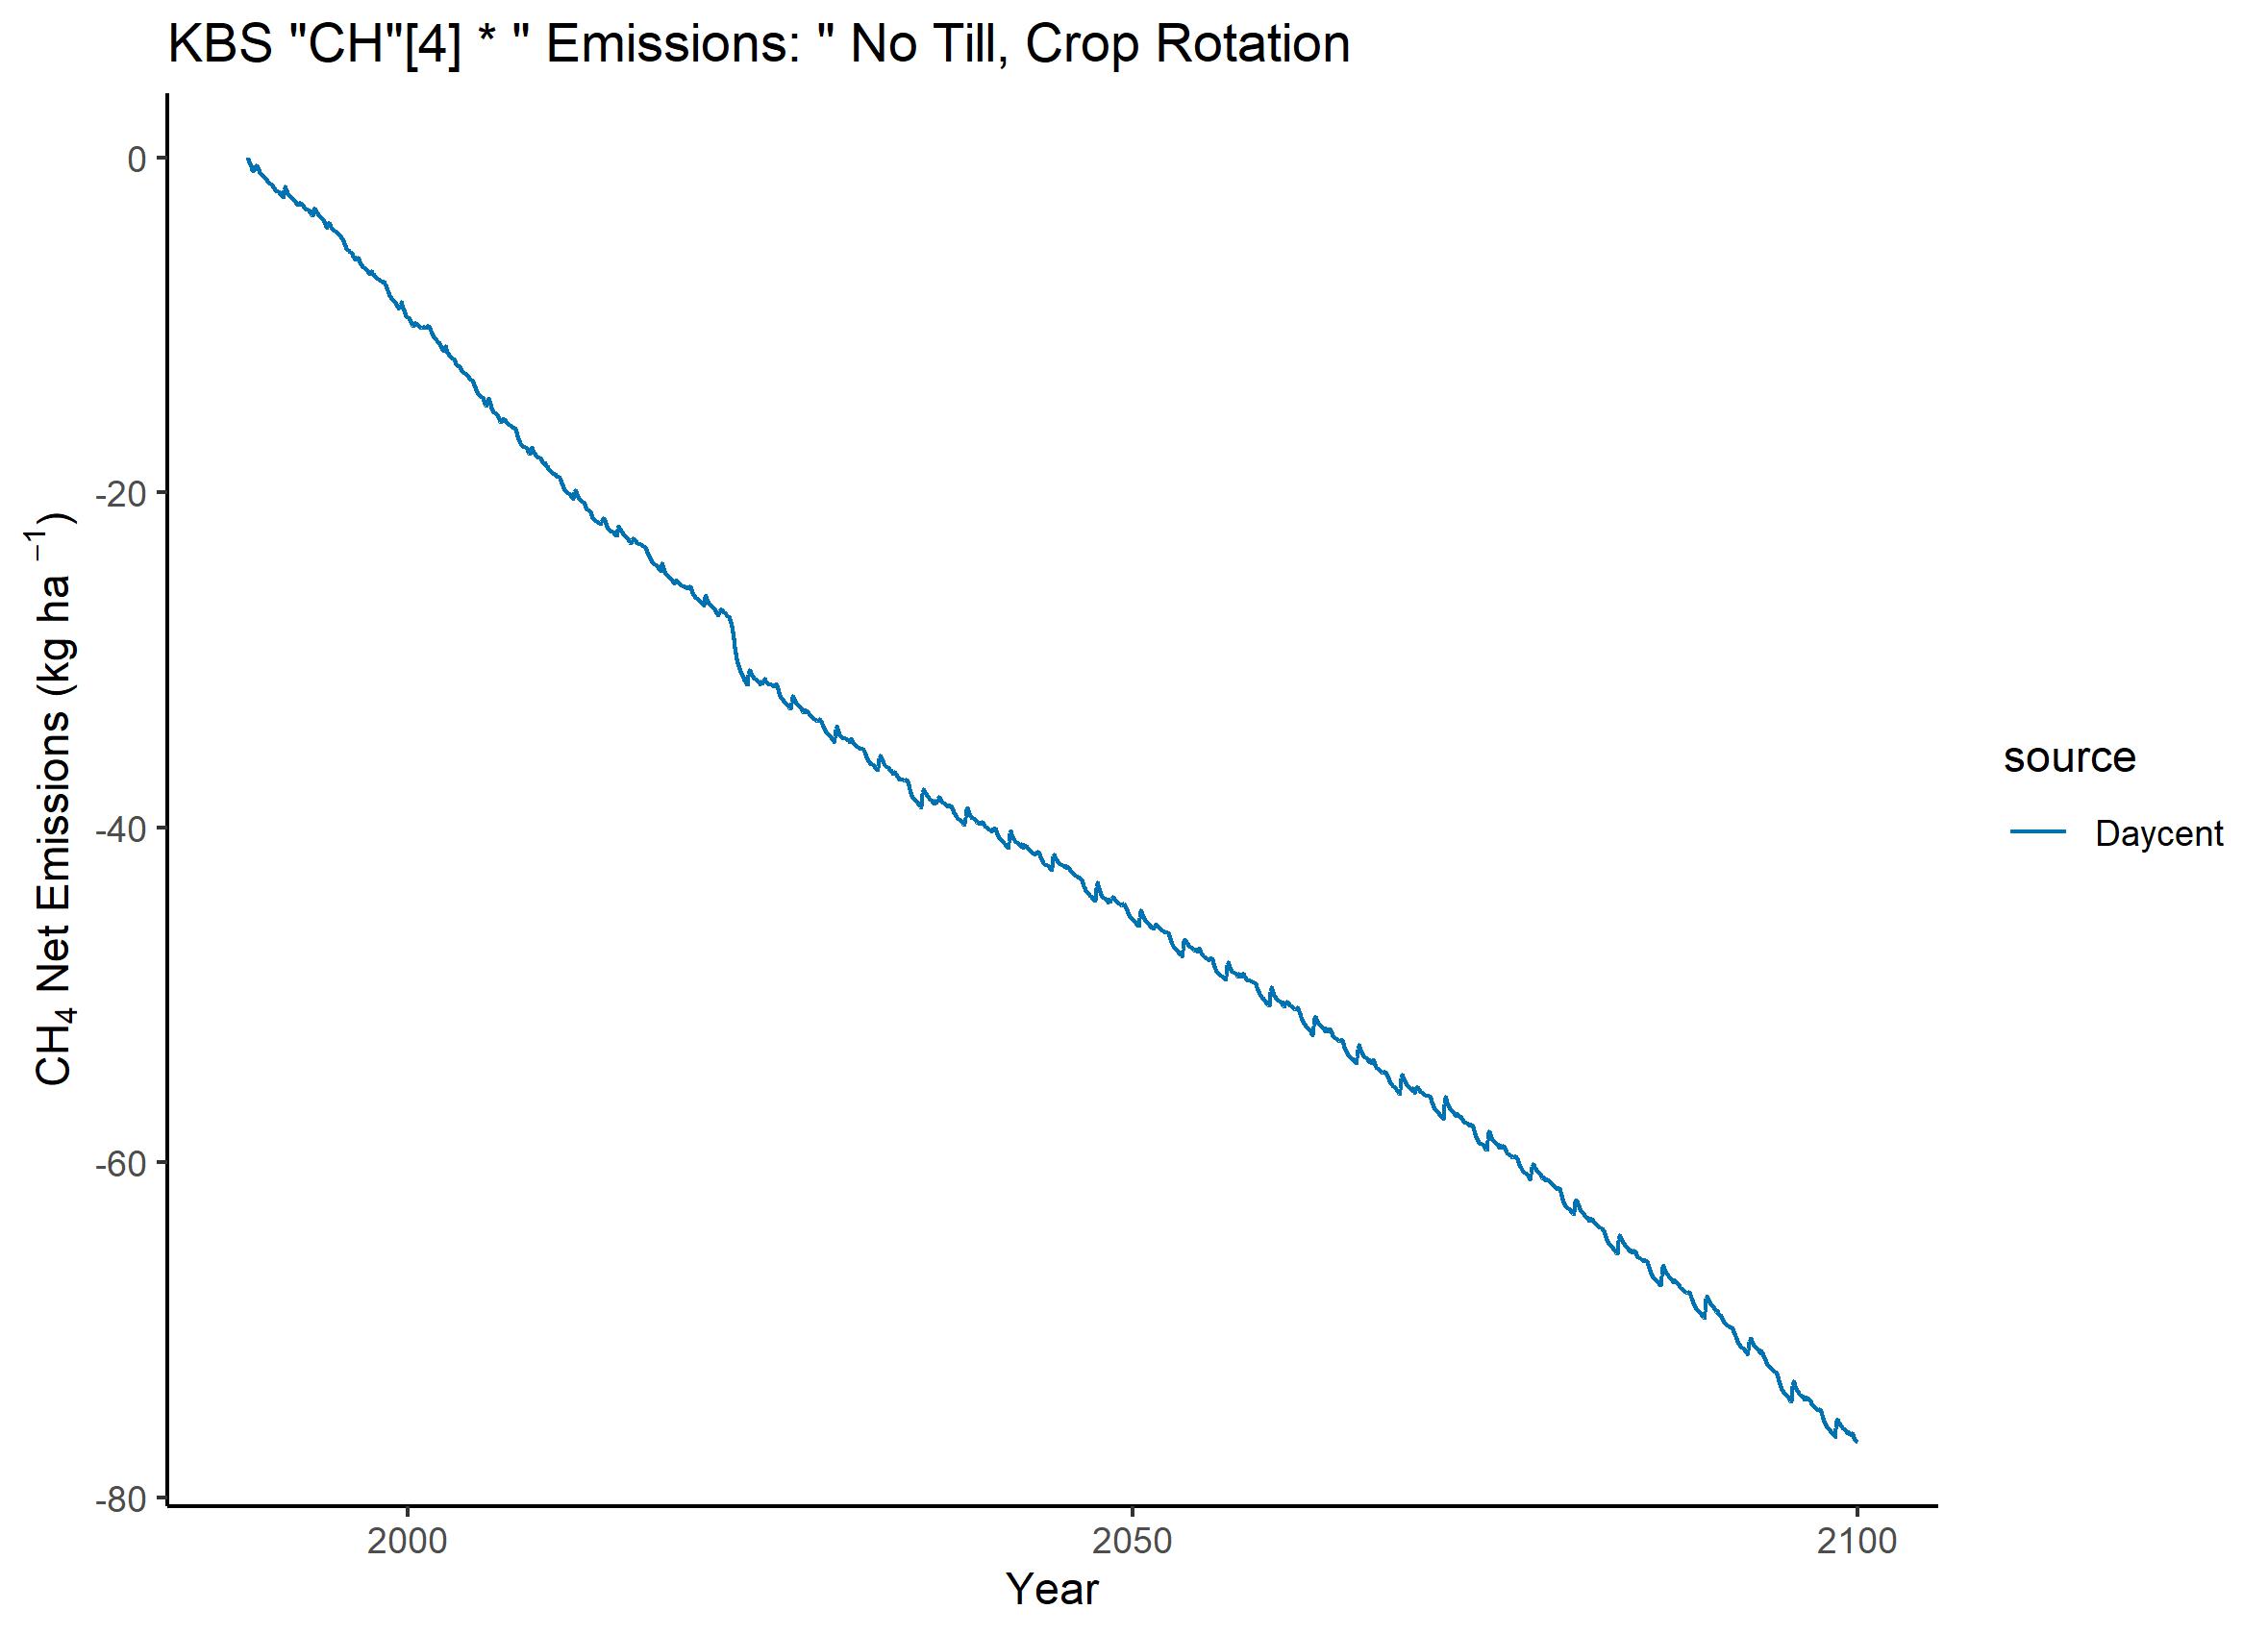 KBS "CH"[4] * " Emissions: " No Till, Crop Rotation
0
-20
-40
-60
-80
CH₄ Net Emissions (kg ha ⁻¹)
2000
2050
2100
Year
source
Daycent